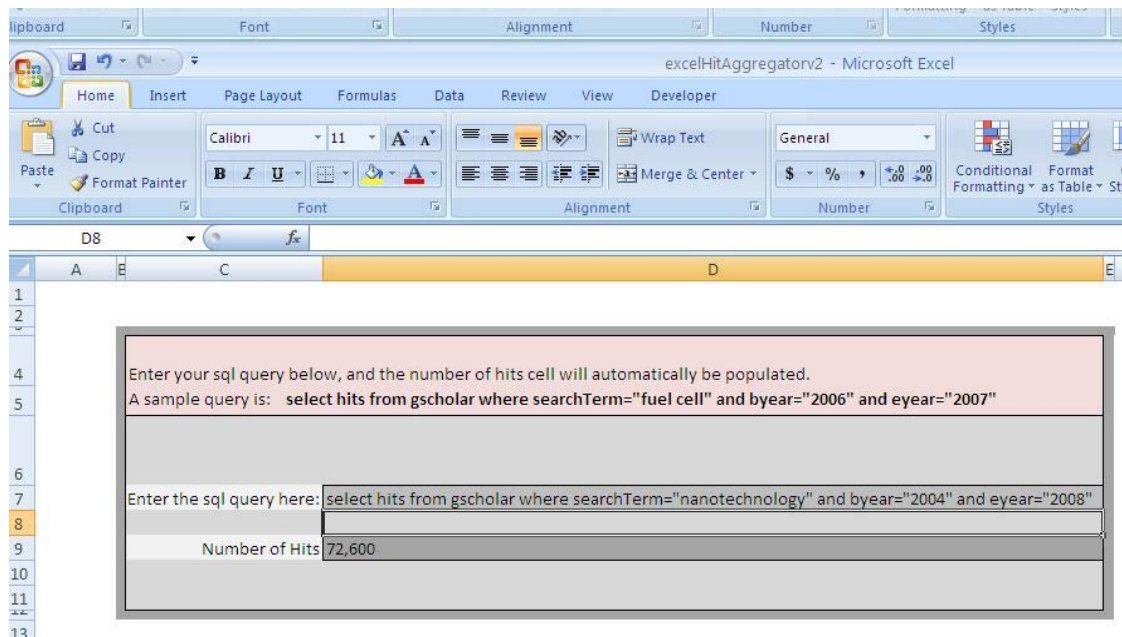 lipboard Font Alignment Number Styles
excelHitAggregatorv2 - Microsoft Excel
Home Insert Page Layout Formulas Data Review View Developer
Cut
Copy
Format Painter
Paste
Calibri 11 A A
B I U A
Wrap Text
Merge & Center
General
$ % , .00 .00
Conditional Formatting
Format as Table
Clipboard Font Alignment Number Styles
D8 fx
A B C D E
1
2
4 Enter your sql query below, and the number of hits cell will automatically be populated.
5 A sample query is: select hits from gscholar where searchTerm="fuel cell" and byear="2006" and eyear="2007"
6
7 Enter the sql query here: select hits from gscholar where searchTerm="nanotechnology" and byear="2004" and eyear="2008"
8
9 Number of Hits 72,600
10
11
13